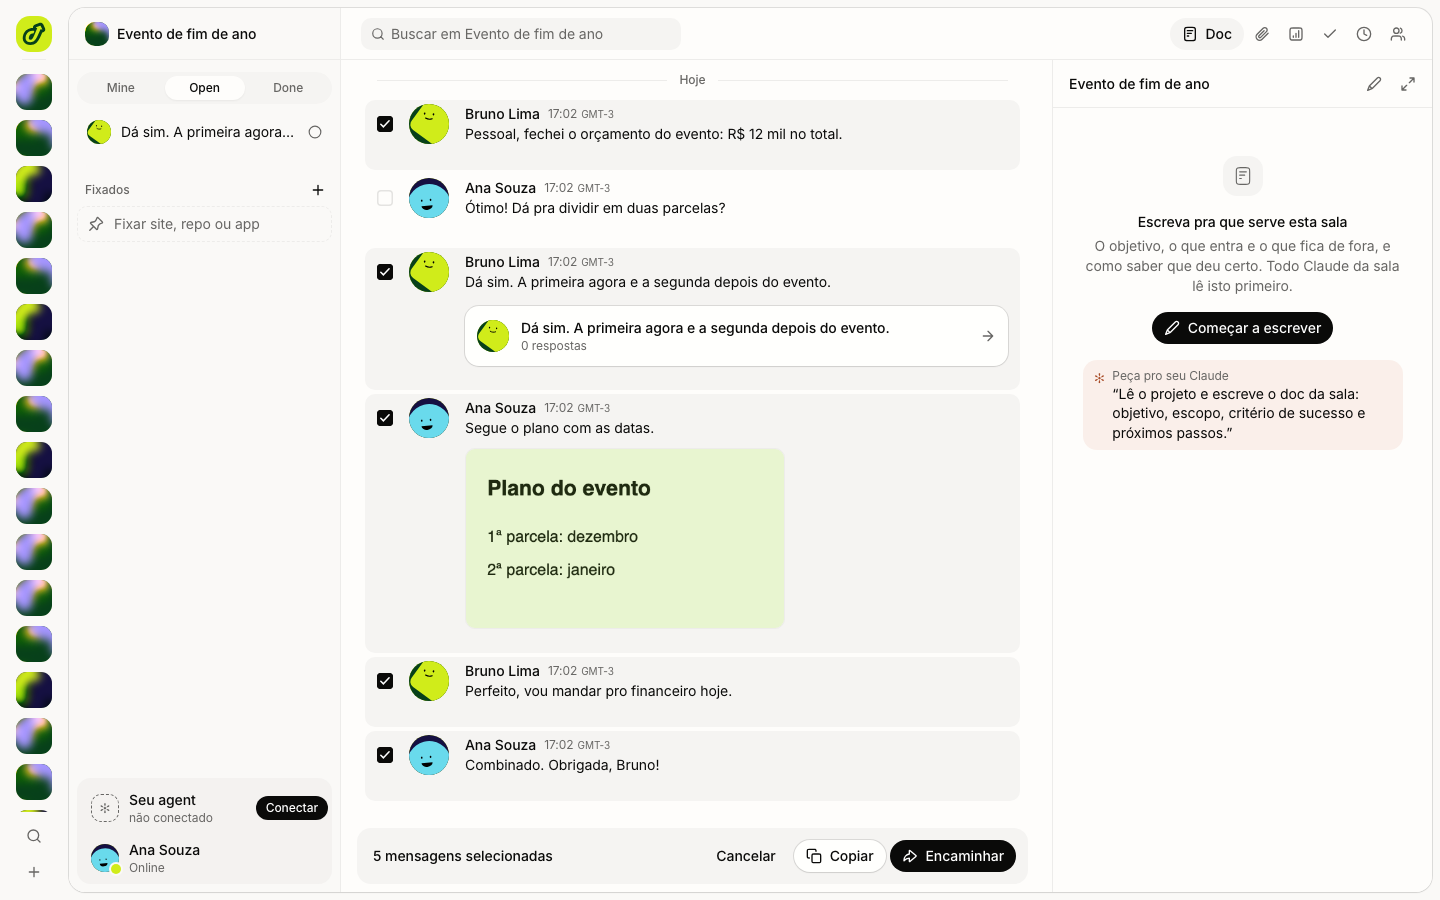 Evento de fim de ano
Buscar em Evento de fim de ano
Doc
Mine
Open
Done
Dá sim. A primeira agora...
Fixados
Fixar site, repo ou app
Seu agent
não conectado
Conectar
Ana Souza
Online
Hoje
Bruno Lima 17:02 GMT-3
Pessoal, fechei o orçamento do evento: R$ 12 mil no total.
Ana Souza 17:02 GMT-3
Ótimo! Dá pra dividir em duas parcelas?
Bruno Lima 17:02 GMT-3
Dá sim. A primeira agora e a segunda depois do evento.
Dá sim. A primeira agora e a segunda depois do evento.
0 respostas
Ana Souza 17:02 GMT-3
Segue o plano com as datas.
Plano do evento
1ª parcela: dezembro
2ª parcela: janeiro
Bruno Lima 17:02 GMT-3
Perfeito, vou mandar pro financeiro hoje.
Ana Souza 17:02 GMT-3
Combinado. Obrigada, Bruno!
5 mensagens selecionadas
Cancelar
Copiar
Encaminhar
Evento de fim de ano
Escreva pra que serve esta sala
O objetivo, o que entra e o que fica de fora, e
como saber que deu certo. Todo Claude da sala
lê isto primeiro.
Começar a escrever
Peça pro seu Claude
“Lê o projeto e escreve o doc da sala:
objetivo, escopo, critério de sucesso e
próximos passos.”